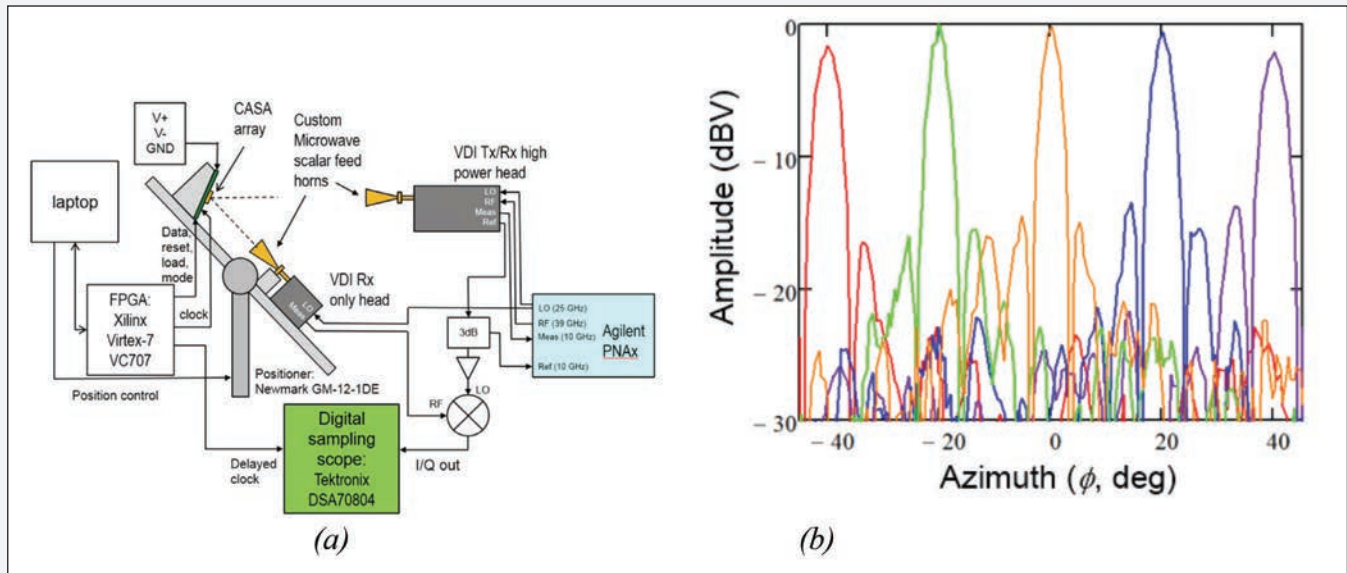 V+
V-
GND
CASA
array
Custom
Microwave
scalar feed
horns
VDI Tx/Rx high
power head
LO
RF
Meas
Ref
laptop
Data,
reset,
load,
mode
clock
FPGA:
Xilinx
Virtex-7
VC707
VDI Rx
only head
LO
Meas
Positioner:
Newmark GM-12-1DE
Position control
3dB
LO
RF
I/Q out
LO (25 GHz)
RF (39 GHz)
Meas (10 GHz)
Ref (10 GHz)
Agilent
PNAx
Digital
sampling
scope:
Tektronix
DSA70804
Delayed
clock
(a)
Amplitude (dBV)
0
-10
-20
-30
-40
-20
0
20
40
Azimuth (ϕ, deg)
(b)